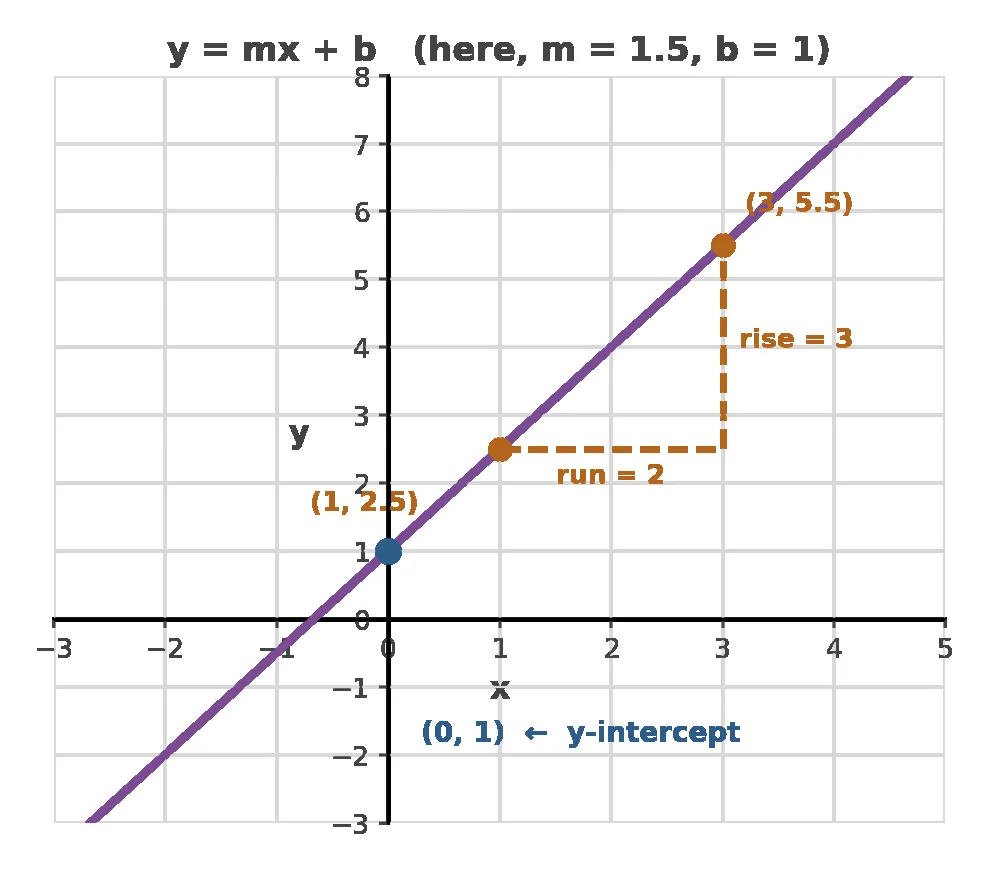 y = mx + b (here, m = 1.5, b = 1)
8
7
6
(3, 5.5)
5
4
rise = 3
3
y
2
run = 2
(1, 2.5)
1
0
−3 −2 −1 0 1 2 3 4 5
−1
x
(0, 1) ← y-intercept
−2
−3